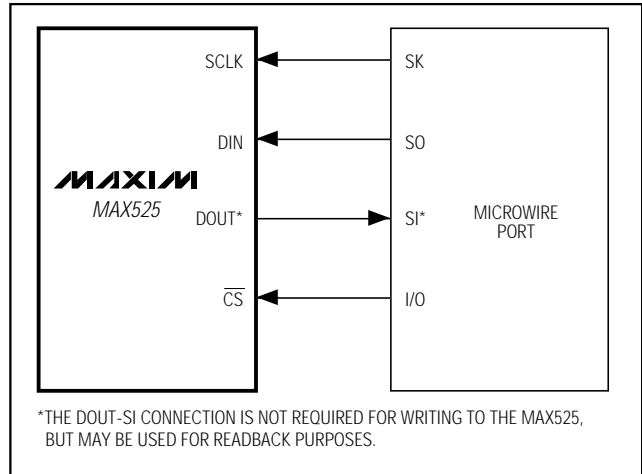 SCLK
SK
DIN
SO
MAXIM
MAX525
DOUT*
SI*
MICROWIRE
PORT
CS
I/O
*THE DOUT-SI CONNECTION IS NOT REQUIRED FOR WRITING TO THE MAX525,
BUT MAY BE USED FOR READBACK PURPOSES.